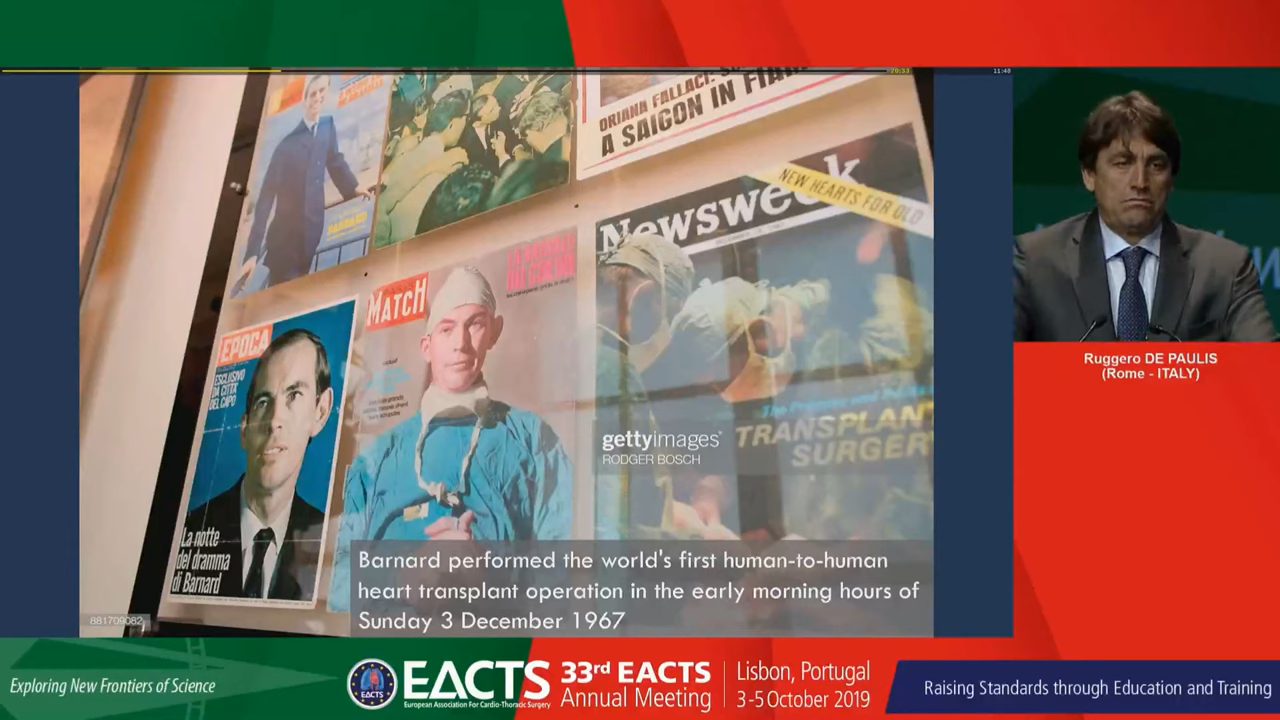 ORIANA FALLACI:
A SAIGON IN
Newsweek
NEW HEARTS FOR OLD
MATCH
EPOCA
ESCLUSIVO
DA CITTÀ
DEL CAPO
TRANSPLANT
SURGERY
gettyimages
RODGER BOSCH
La notte
del dramma
di Barnard
Barnard performed the world's first human-to-human
heart transplant operation in the early morning hours of
Sunday 3 December 1967
881709082
11:48
Ruggero DE PAULIS
(Rome - ITALY)
Exploring New Frontiers of Science
EACTS
EACTS
European Association For Cardio-Thoracic Surgery
33rd EACTS
Annual Meeting
Lisbon, Portugal
3-5 October 2019
Raising Standards through Education and Training